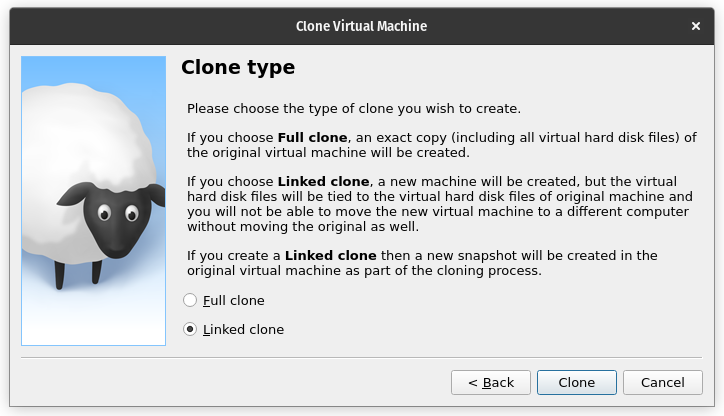 Clone Virtual Machine
×
Clone type
Please choose the type of clone you wish to create.
If you choose Full clone, an exact copy (including all virtual hard disk files) of
the original virtual machine will be created.
If you choose Linked clone, a new machine will be created, but the virtual
hard disk files will be tied to the virtual hard disk files of original machine and
you will not be able to move the new virtual machine to a different computer
without moving the original as well.
If you create a Linked clone then a new snapshot will be created in the
original virtual machine as part of the cloning process.
Full clone
Linked clone
< Back
Clone
Cancel